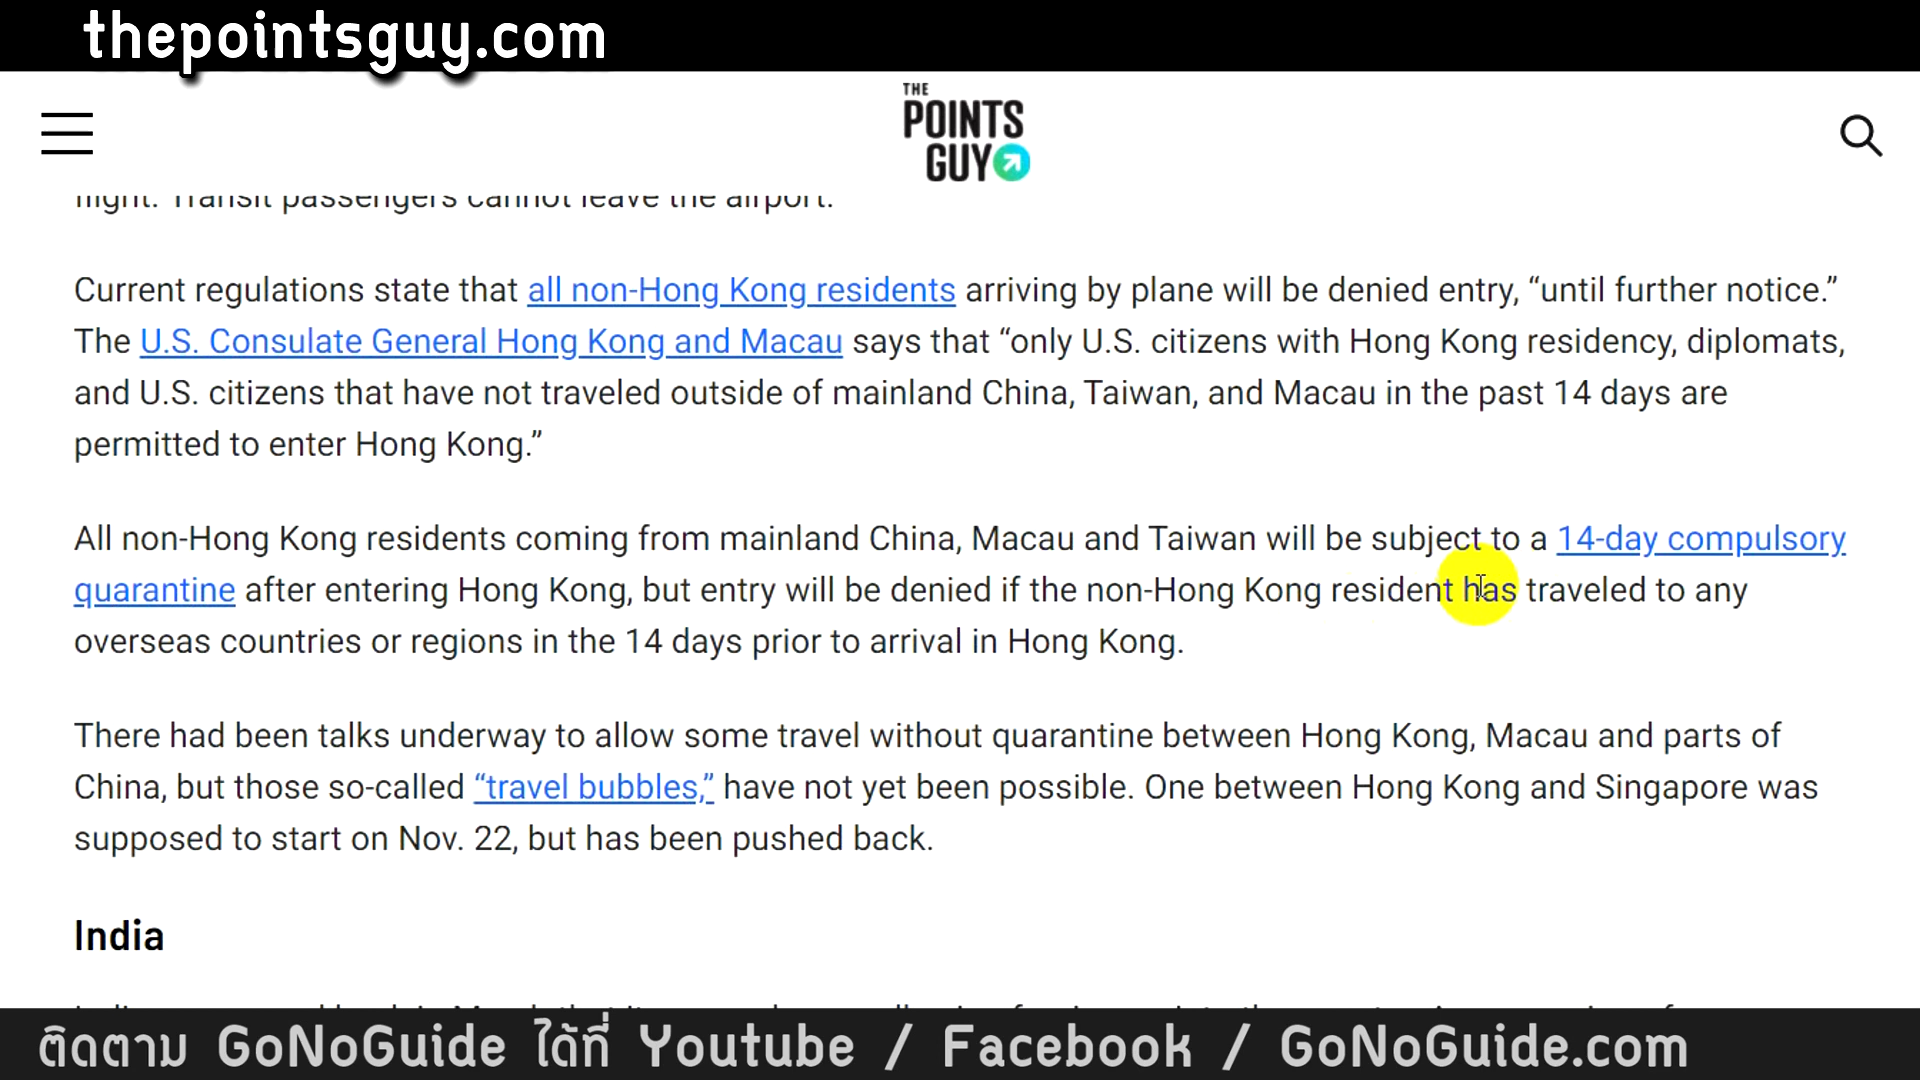 thepointsguy.com
THE
POINTS
GUY
Transit passengers cannot leave the airport.
Current regulations state that all non-Hong Kong residents arriving by plane will be denied entry, “until further notice.”
The U.S. Consulate General Hong Kong and Macau says that “only U.S. citizens with Hong Kong residency, diplomats,
and U.S. citizens that have not traveled outside of mainland China, Taiwan, and Macau in the past 14 days are
permitted to enter Hong Kong.”
All non-Hong Kong residents coming from mainland China, Macau and Taiwan will be subject to a 14-day compulsory
quarantine after entering Hong Kong, but entry will be denied if the non-Hong Kong resident has traveled to any
overseas countries or regions in the 14 days prior to arrival in Hong Kong.
There had been talks underway to allow some travel without quarantine between Hong Kong, Macau and parts of
China, but those so-called “travel bubbles,” have not yet been possible. One between Hong Kong and Singapore was
supposed to start on Nov. 22, but has been pushed back.
India
ติดตาม GoNoGuide ได้ที่ Youtube / Facebook / GoNoGuide.com